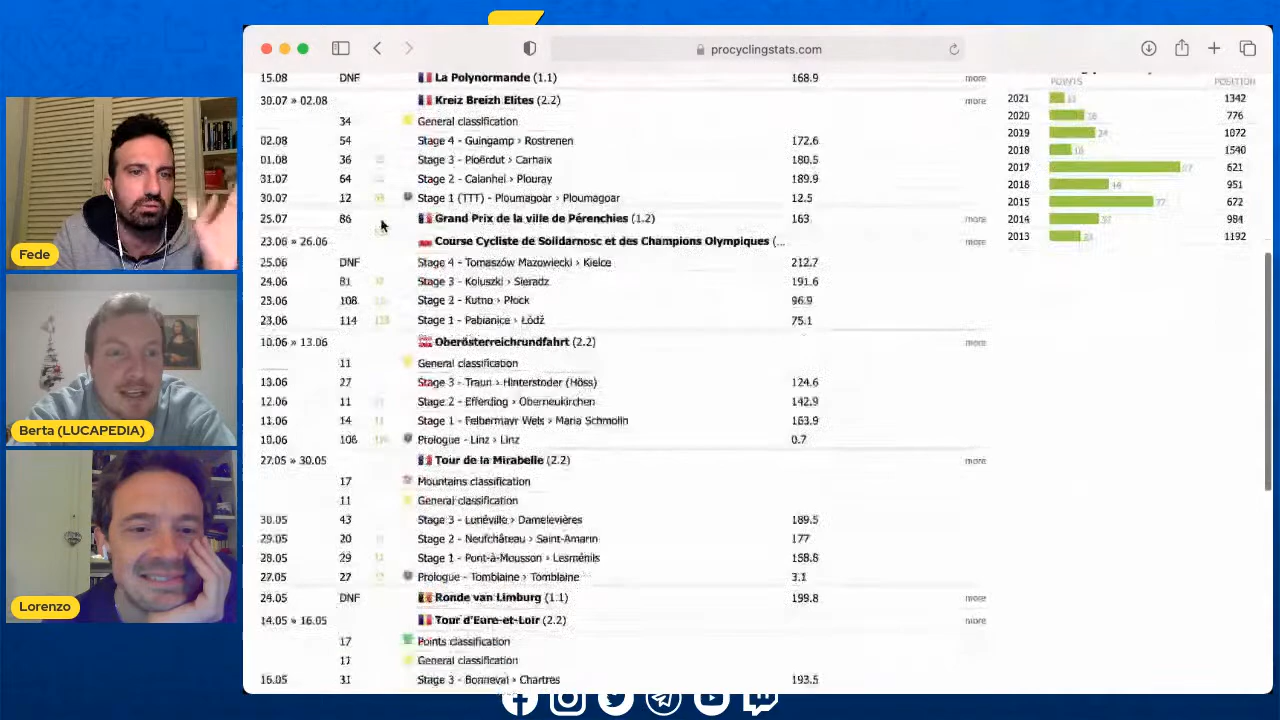 procyclingstats.com
15.08 DNF La Polynormande (1.1) 168.9 more
30.07 » 02.08 Kreiz Breizh Elites (2.2) more
34 General classification
02.08 54 Stage 4 - Guingamp › Rostrenen 172.6
01.08 36 Stage 3 - Ploërdut › Carhaix 180.5
31.07 64 Stage 2 - Calanhel › Plouray 189.9
30.07 12 Stage 1 (TTT) - Ploumagoar › Ploumagoar 12.5
25.07 86 Grand Prix de la ville de Pérenchies (1.2) 163 more
23.06 » 26.06 Course Cycliste de Solidarnosc et des Champions Olympiques (... more
25.06 DNF Stage 4 - Tomaszów Mazowiecki › Kielce 212.7
24.06 81 Stage 3 - Koluszki › Sieradz 191.6
23.06 108 Stage 2 - Kutno › Płock 96.9
23.06 114 Stage 1 - Pabianice › Łódź 75.1
10.06 » 13.06 Oberösterreichrundfahrt (2.2) more
11 General classification
13.06 27 Stage 3 - Traun › Hinterstoder (Höss) 124.6
12.06 11 Stage 2 - Efferding › Oberneukirchen 142.9
11.06 14 Stage 1 - Felbermayr Wels › Maria Schmolln 163.9
10.06 108 Prologue - Linz › Linz 0.7
27.05 » 30.05 Tour de la Mirabelle (2.2) more
17 Mountains classification
11 General classification
30.05 43 Stage 3 - Lunéville › Damelevières 189.5
29.05 20 Stage 2 - Neufchâteau › Saint-Amarin 177
28.05 29 Stage 1 - Pont-à-Mousson › Lesménils 158.8
27.05 27 Prologue - Tomblaine › Tomblaine 3.1
24.05 DNF Ronde van Limburg (1.1) 199.8 more
14.05 » 16.05 Tour d'Eure-et-Loir (2.2) more
17 Points classification
11 General classification
16.05 31 Stage 3 - Bonneval › Chartres 193.5
POINTS POSITION
2021 1342
2020 776
2019 24 1072
2018 1540
2017 621
2016 951
2015 77 672
2014 984
2013 1192
Fede
Berta (LUCAPEDIA)
Lorenzo